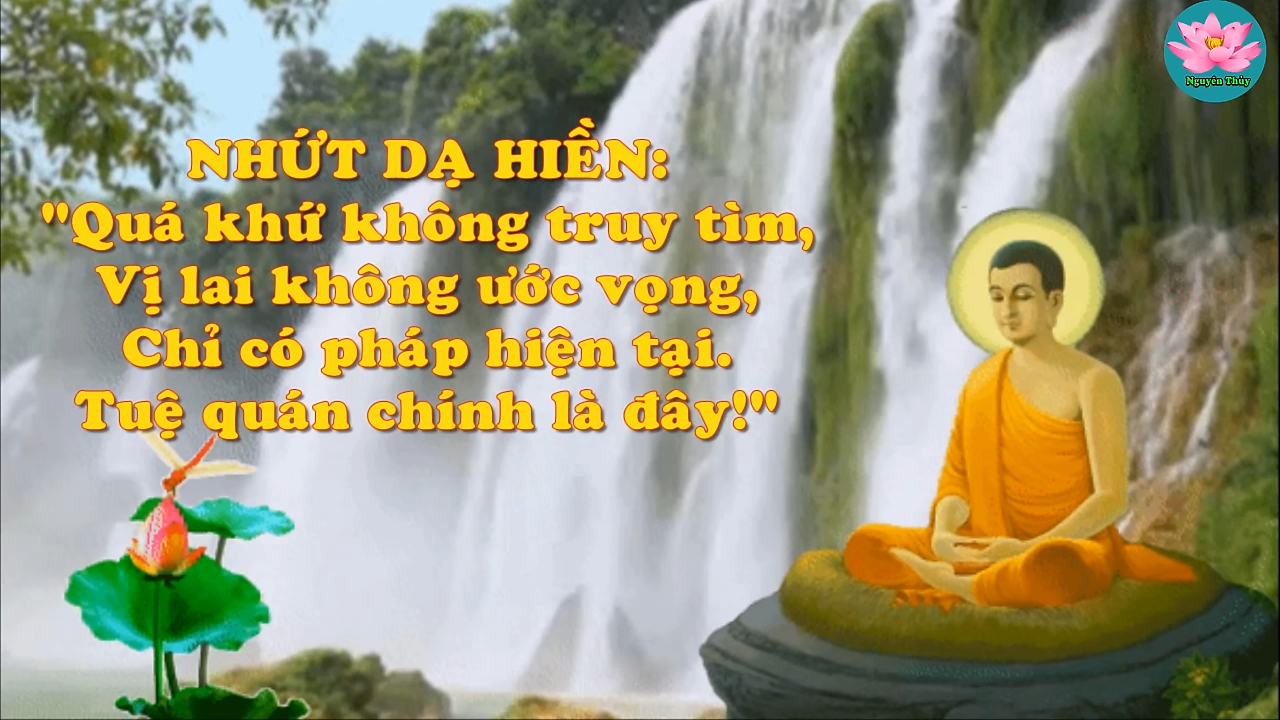 Nguyên Thủy
NHỨT DẠ HIỀN:
"Quá khứ không truy tìm,
Vị lai không ước vọng,
Chỉ có pháp hiện tại.
Tuệ quán chính là đây!"